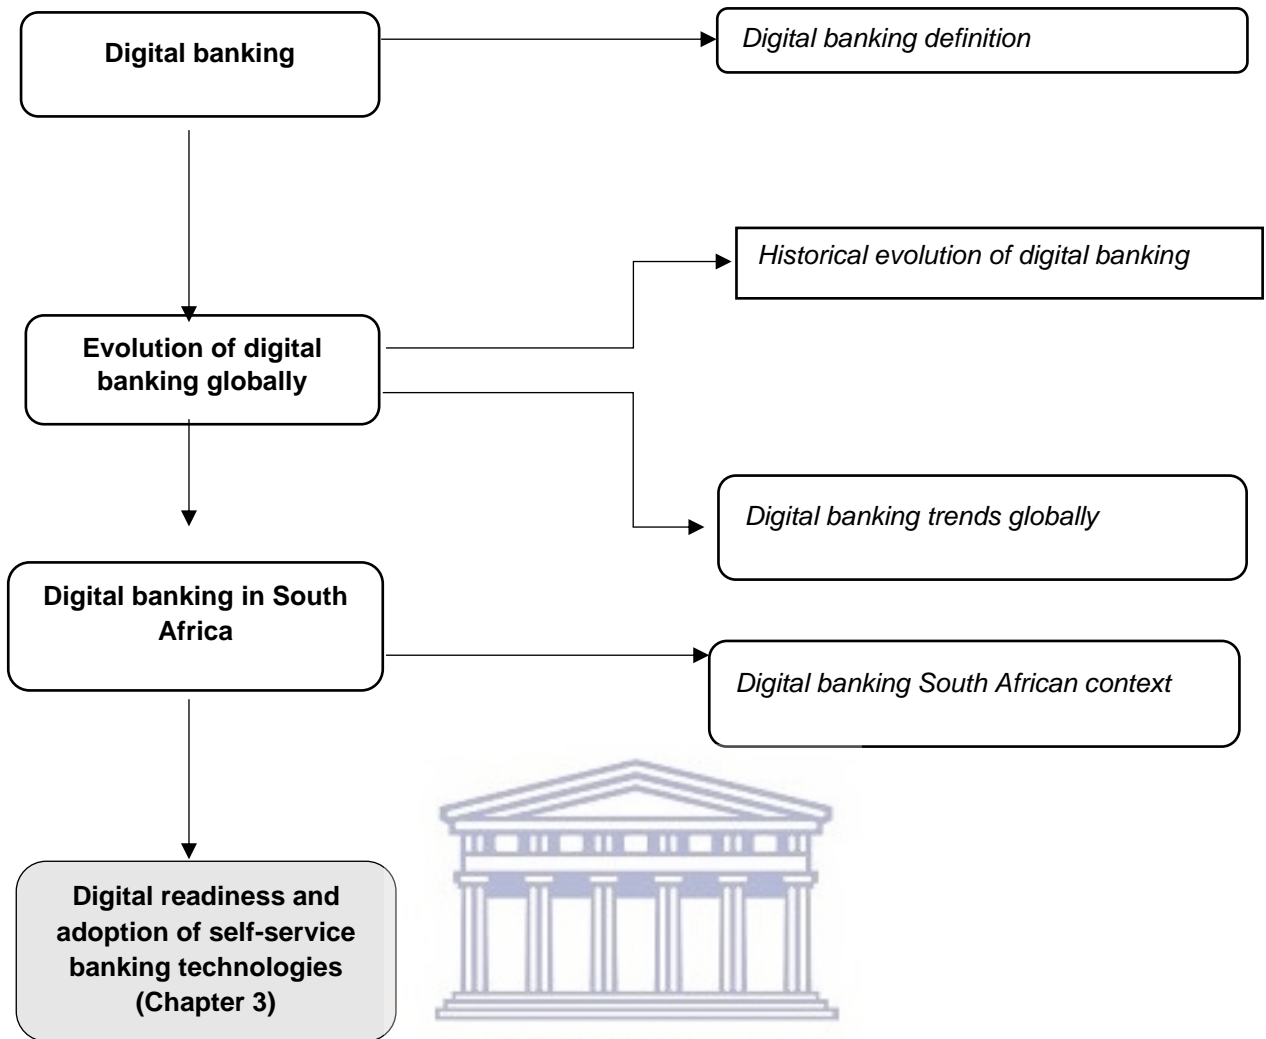 Digital banking
Digital banking definition
Historical evolution of digital banking
Evolution of digital
banking globally
Digital banking trends globally
Digital banking in South
Africa
Digital banking South African context
Digital readiness and
adoption of self-service
banking technologies
(Chapter 3)